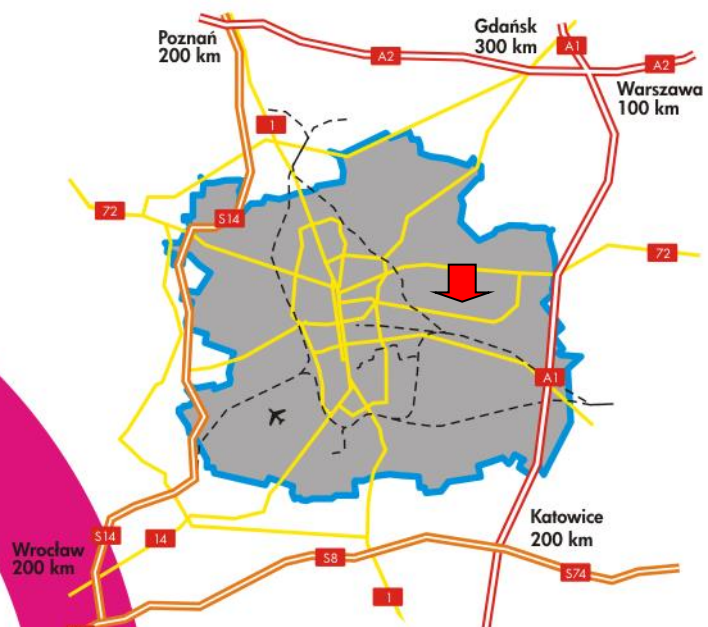 Poznań
200 km
Gdańsk
300 km
A1
A2
A2
Warszawa
100 km
1
72
S14
72
A1
Katowice
200 km
S14
14
Wrocław
200 km
S8
S74
1